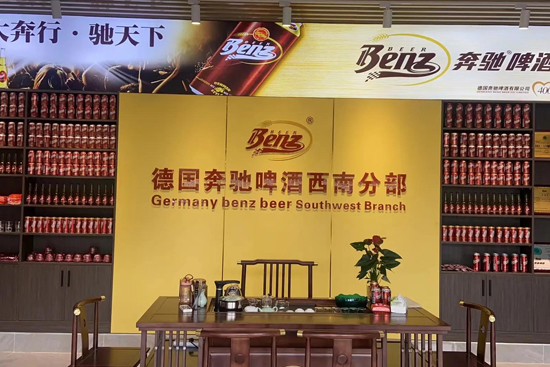 大奔行·驰天下
Benz
BEER
Benz
奔驰®啤酒
德国奔驰啤酒有限公司
400
Benz
®
德国奔驰啤酒西南分部
Germany benz beer Southwest Branch